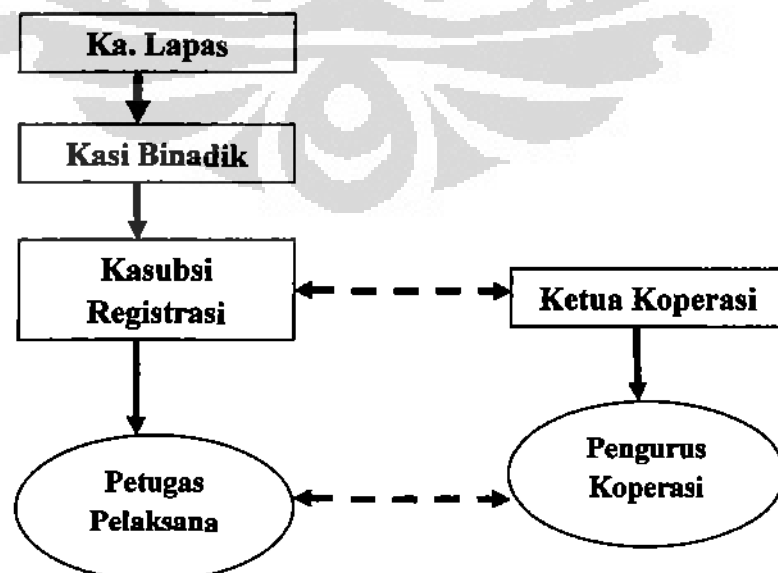 Ka. Lapas
Kasi Binadik
Kasubsi
Registrasi
Ketua Koperasi
Petugas
Pelaksana
Pengurus
Koperasi